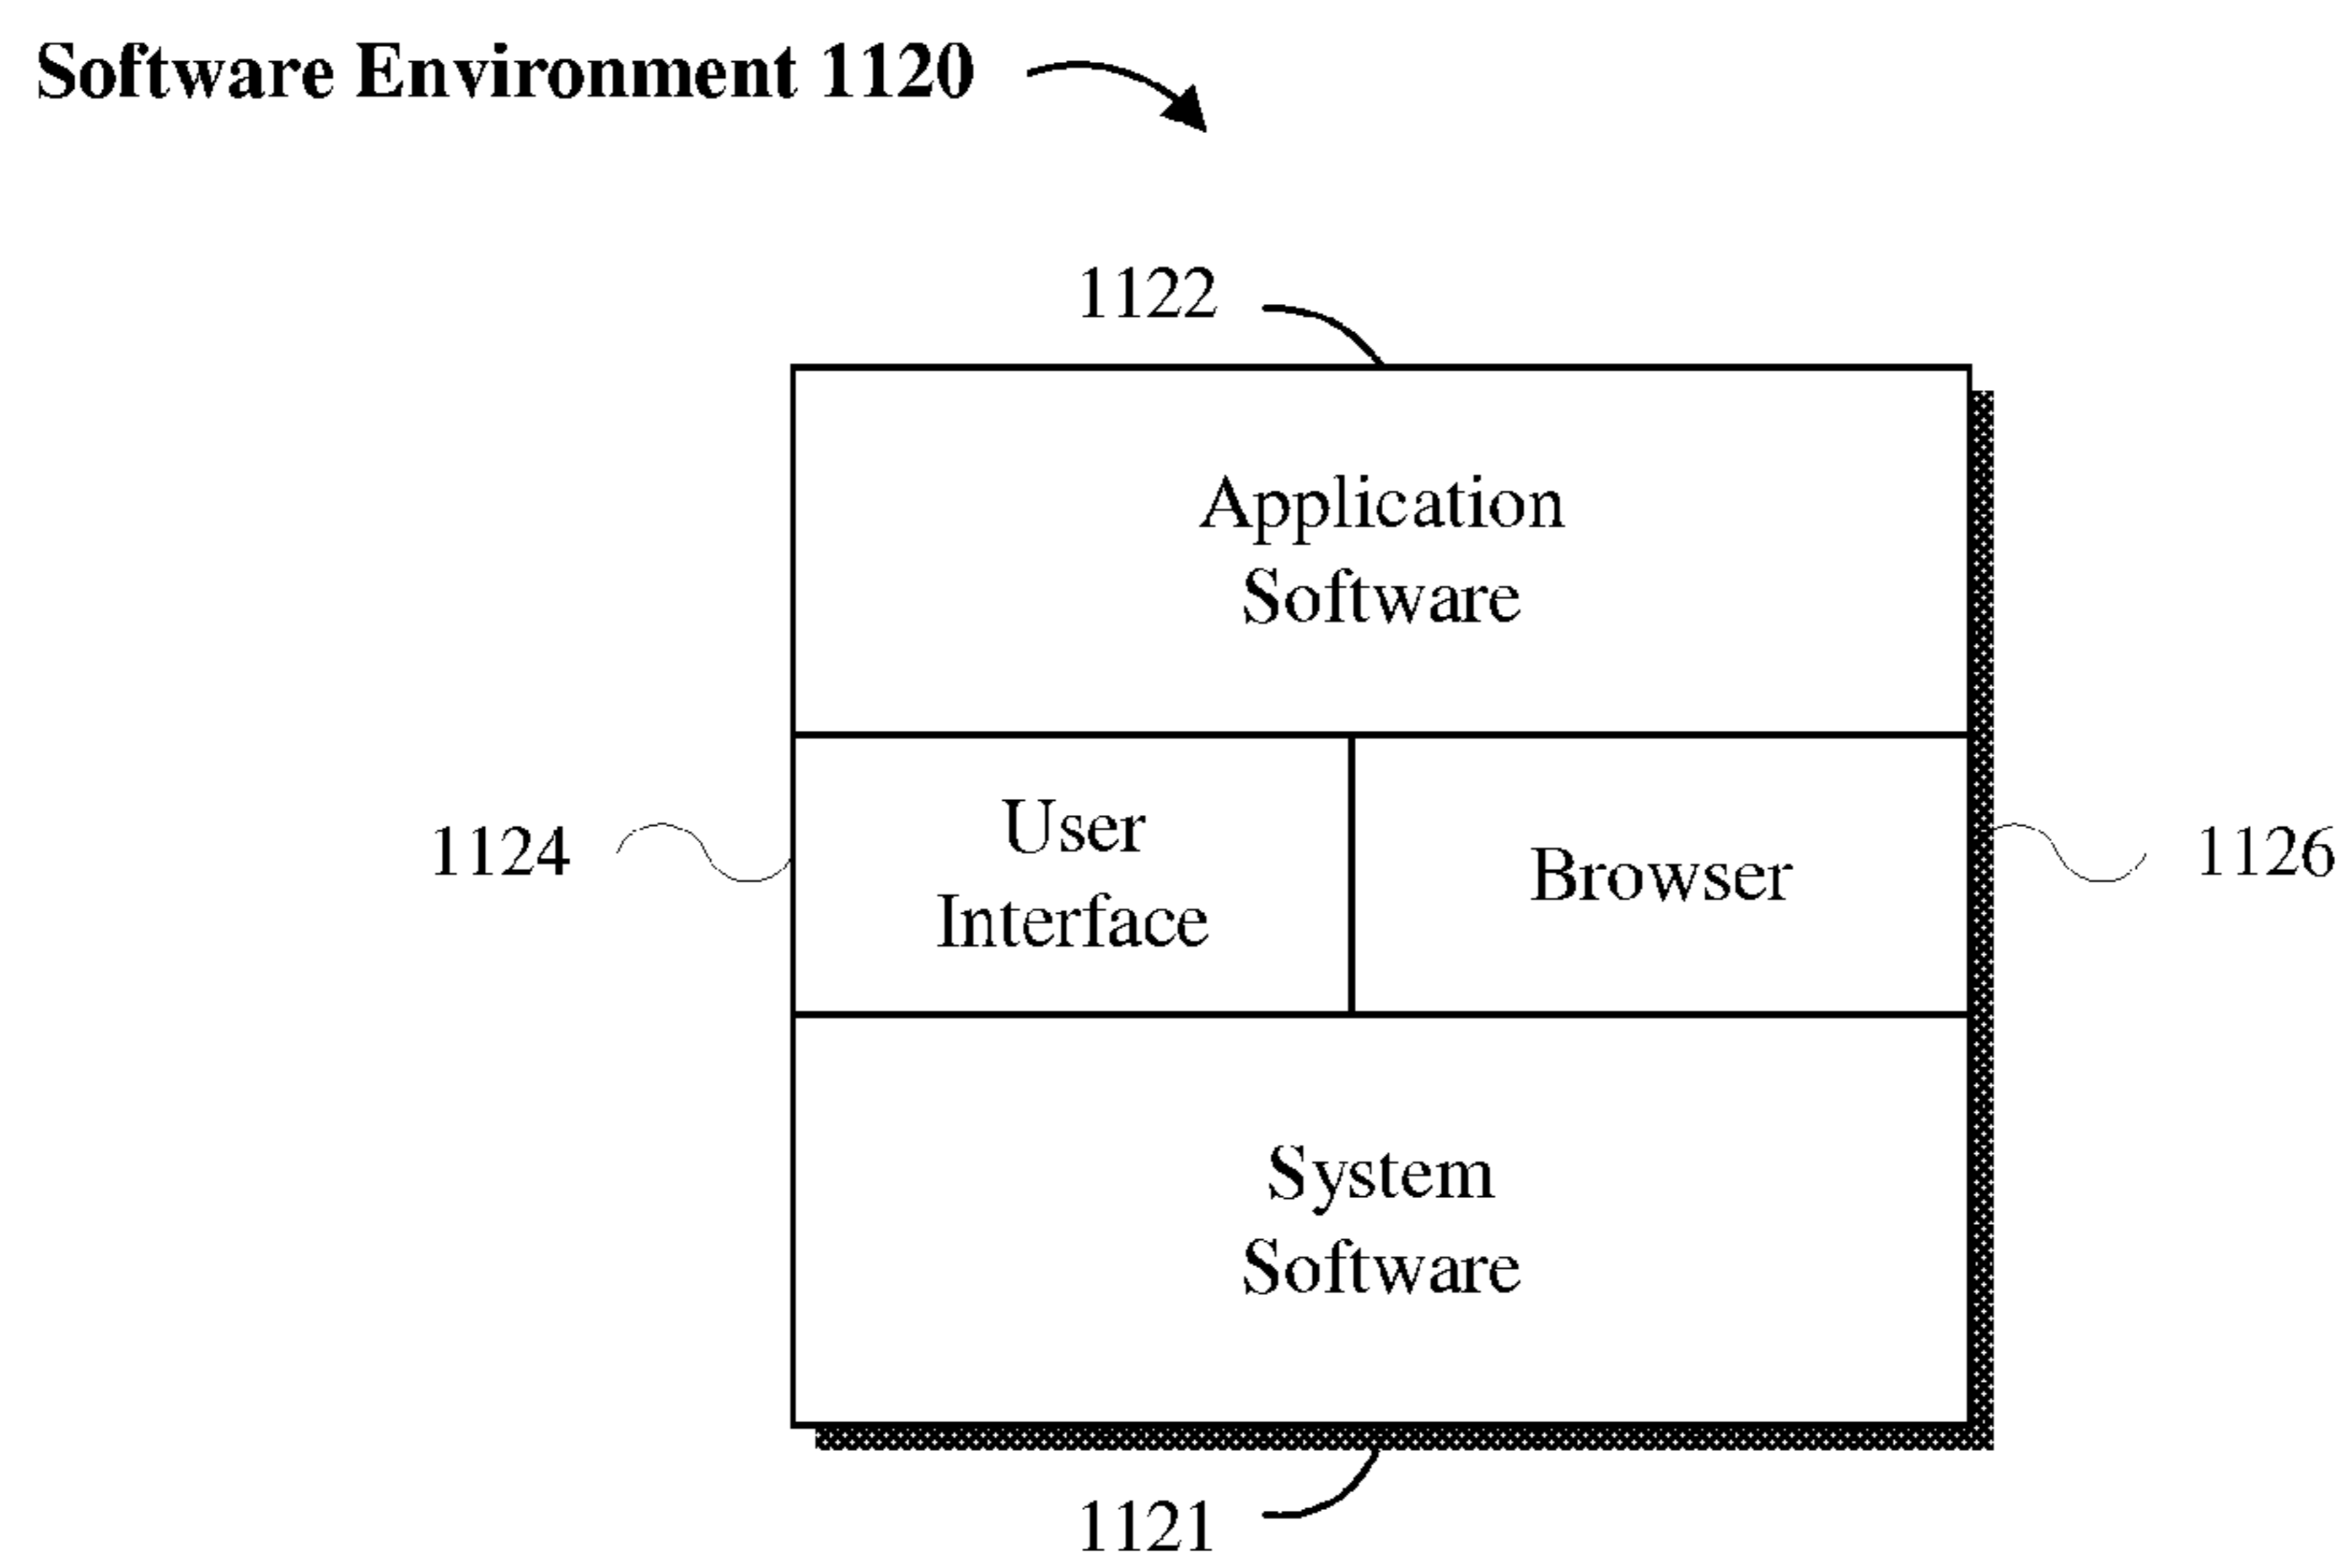 Software Environment 1120
1122
Application
Software
1124
User
Interface
Browser
1126
System
Software
1121